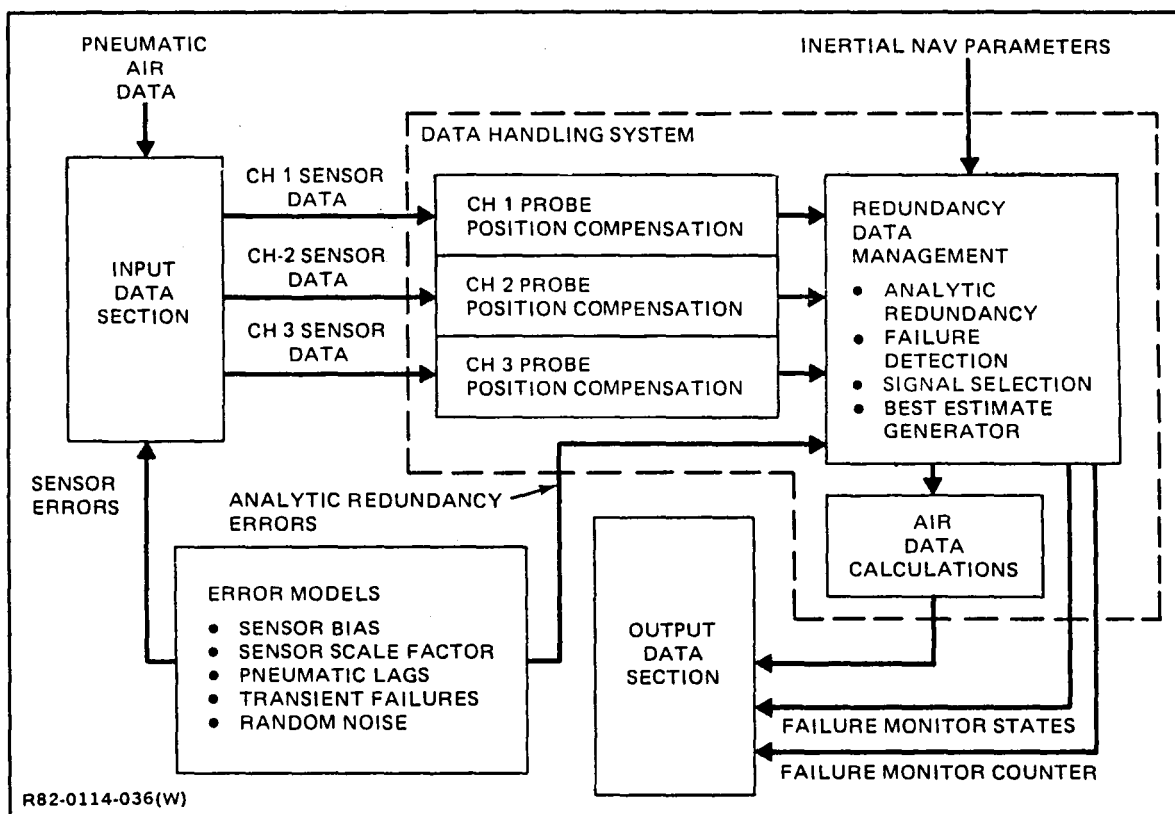 PNEUMATIC
AIR
DATA
INERTIAL NAV PARAMETERS
DATA HANDLING SYSTEM
INPUT
DATA
SECTION
CH 1 SENSOR
DATA
CH-2 SENSOR
DATA
CH 3 SENSOR
DATA
CH 1 PROBE
POSITION COMPENSATION
CH 2 PROBE
POSITION COMPENSATION
CH 3 PROBE
POSITION COMPENSATION
REDUNDANCY
DATA
MANAGEMENT
• ANALYTIC
REDUNDANCY
• FAILURE
DETECTION
• SIGNAL SELECTION
• BEST ESTIMATE
GENERATOR
SENSOR
ERRORS
ANALYTIC REDUNDANCY
ERRORS
AIR
DATA
CALCULATIONS
ERROR MODELS
• SENSOR BIAS
• SENSOR SCALE FACTOR
• PNEUMATIC LAGS
• TRANSIENT FAILURES
• RANDOM NOISE
OUTPUT
DATA
SECTION
FAILURE MONITOR STATES
FAILURE MONITOR COUNTER
R82-0114-036(W)